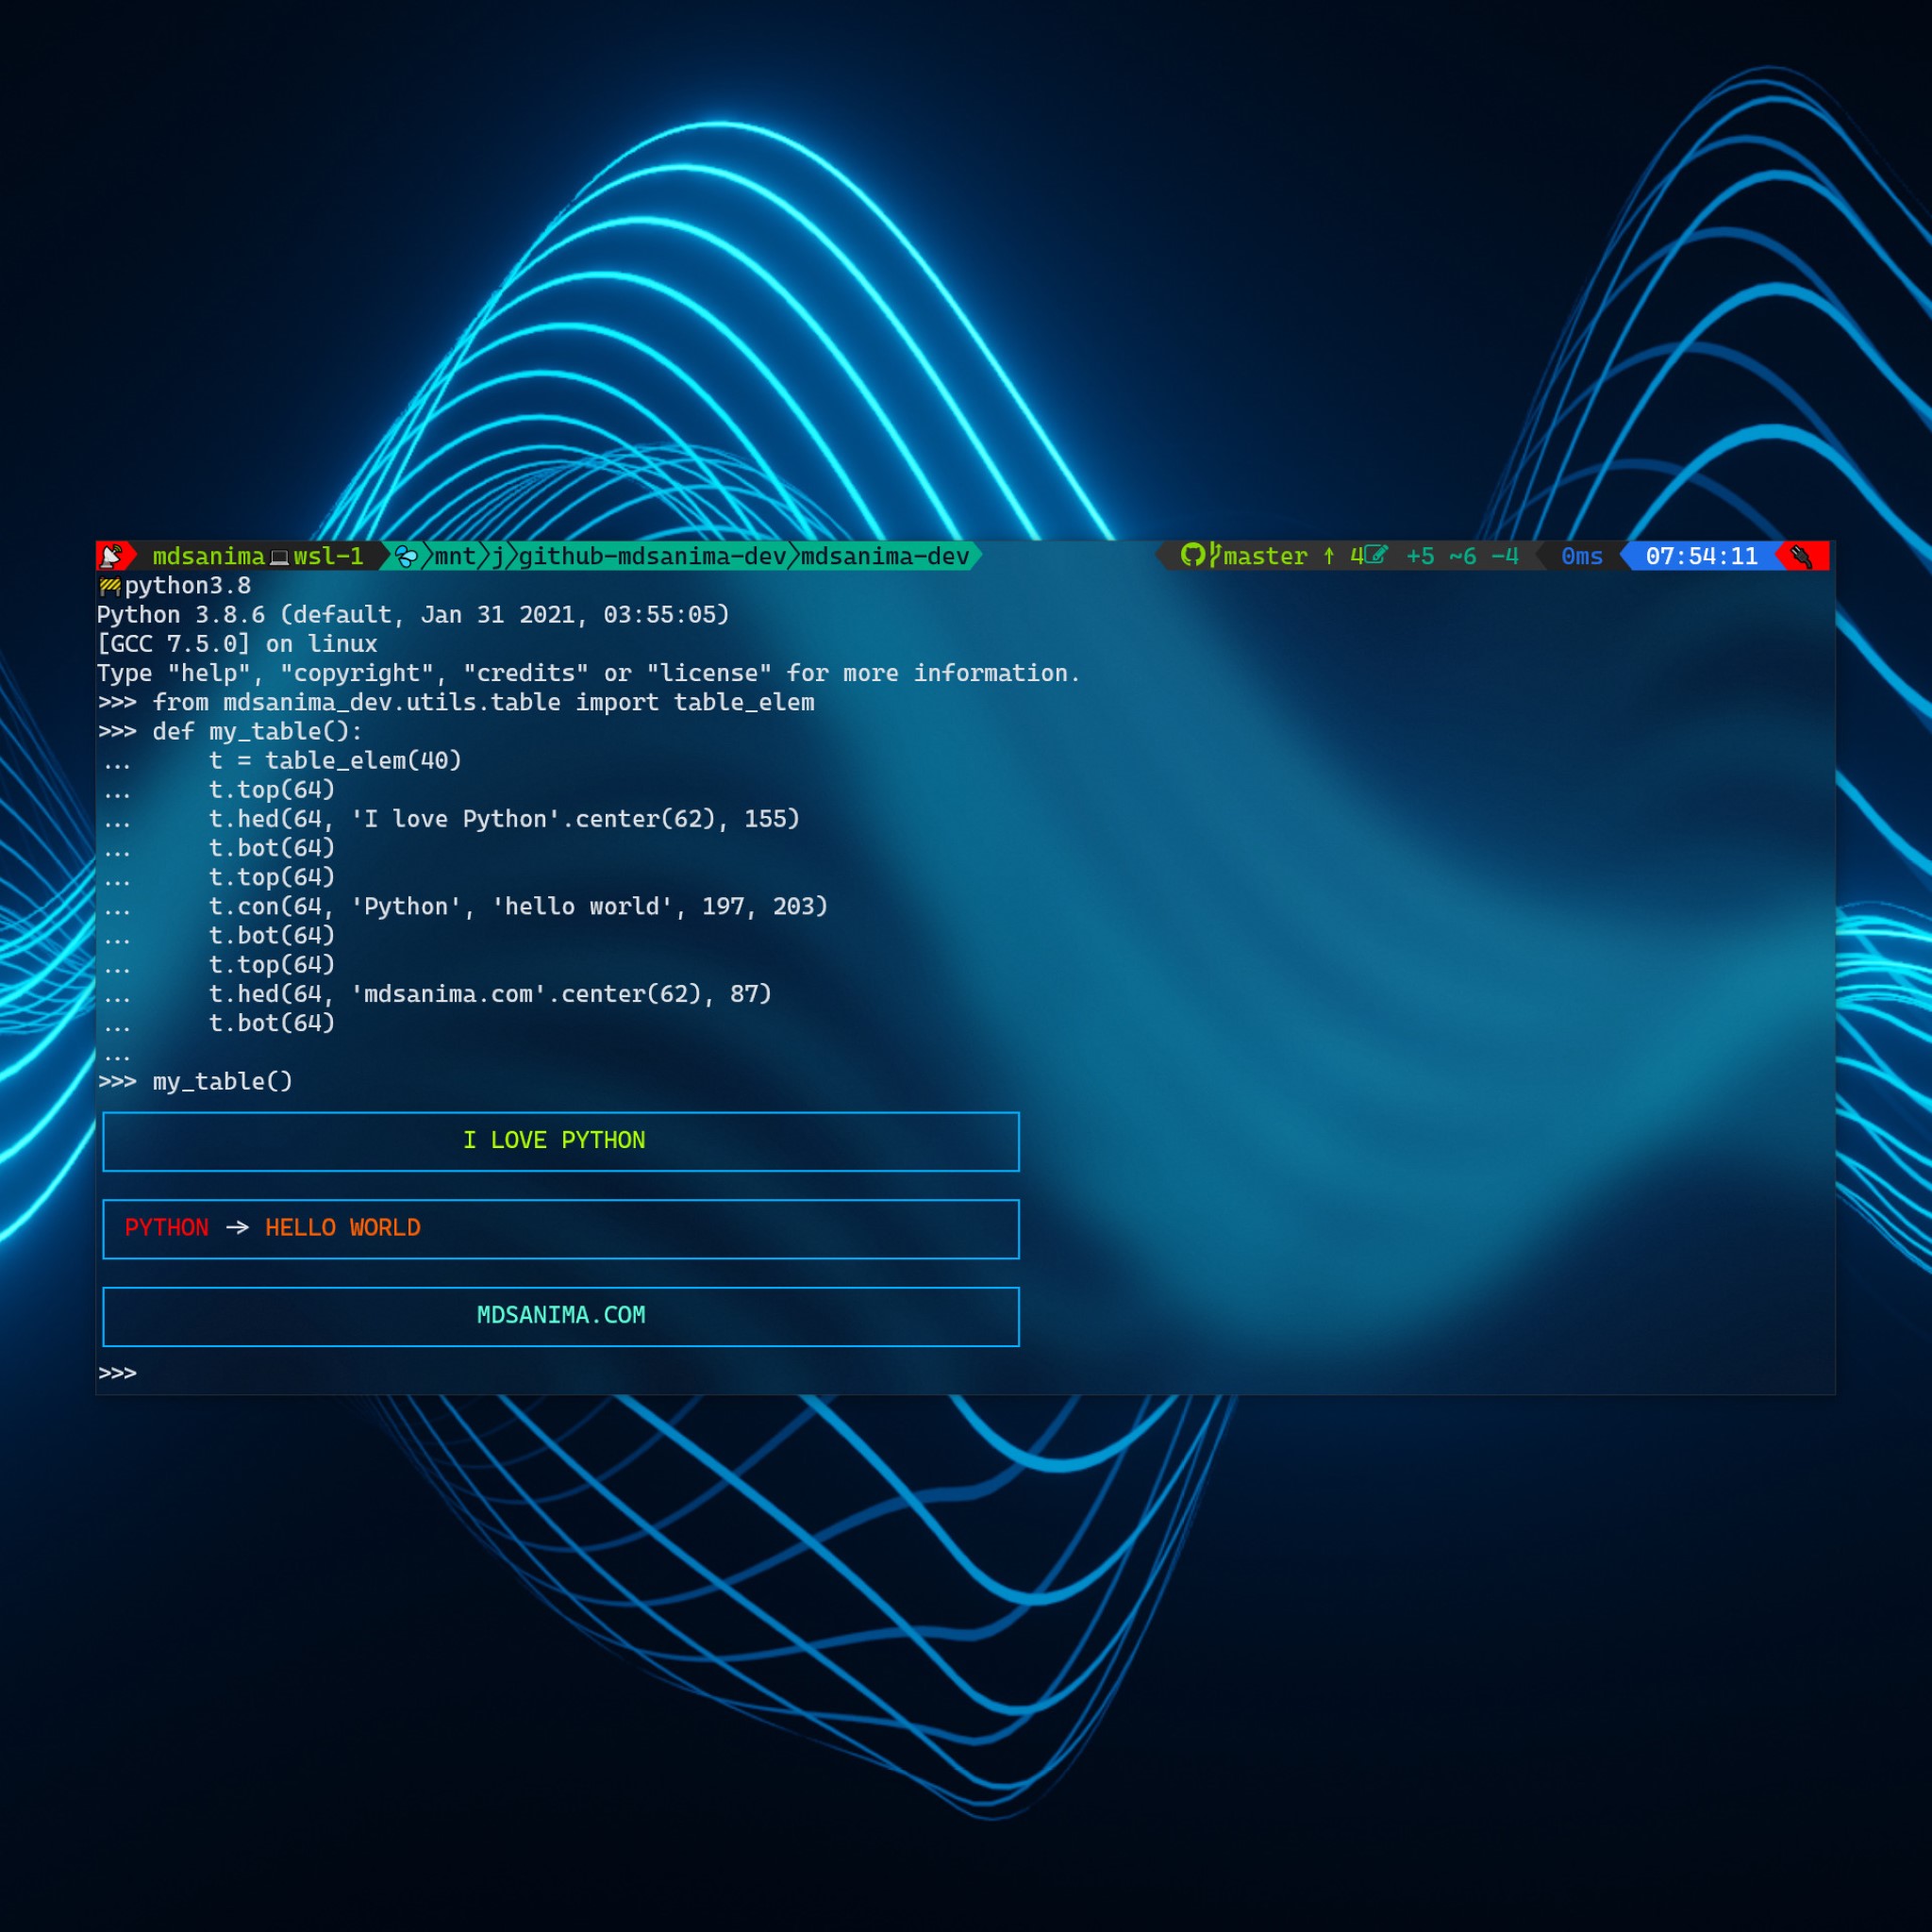 mdsanima wsl-1 mnt j github-mdsanima-dev mdsanima-dev master ↑ 4 +5 ~6 -4 0ms 07:54:11
python3.8
Python 3.8.6 (default, Jan 31 2021, 03:55:05)
[GCC 7.5.0] on linux
Type "help", "copyright", "credits" or "license" for more information.
>>> from mdsanima_dev.utils.table import table_elem
>>> def my_table():
...     t = table_elem(40)
...     t.top(64)
...     t.hed(64, 'I love Python'.center(62), 155)
...     t.bot(64)
...     t.top(64)
...     t.con(64, 'Python', 'hello world', 197, 203)
...     t.bot(64)
...     t.top(64)
...     t.hed(64, 'mdsanima.com'.center(62), 87)
...     t.bot(64)
...
>>> my_table()
I LOVE PYTHON
PYTHON → HELLO WORLD
MDSANIMA.COM
>>>